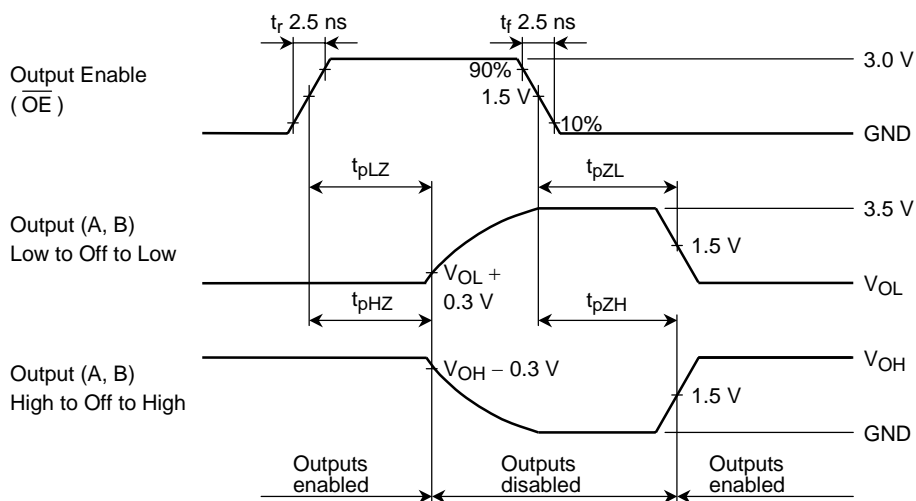 tr 2.5 ns
tf 2.5 ns
Output Enable
( OE )
90%
1.5 V
10%
3.0 V
GND
tpLZ
tpZL
Output (A, B)
Low to Off to Low
3.5 V
1.5 V
VOL
VOL +
0.3 V
tpHZ
tpZH
Output (A, B)
High to Off to High
VOH − 0.3 V
1.5 V
VOH
GND
Outputs
enabled
Outputs
disabled
Outputs
enabled